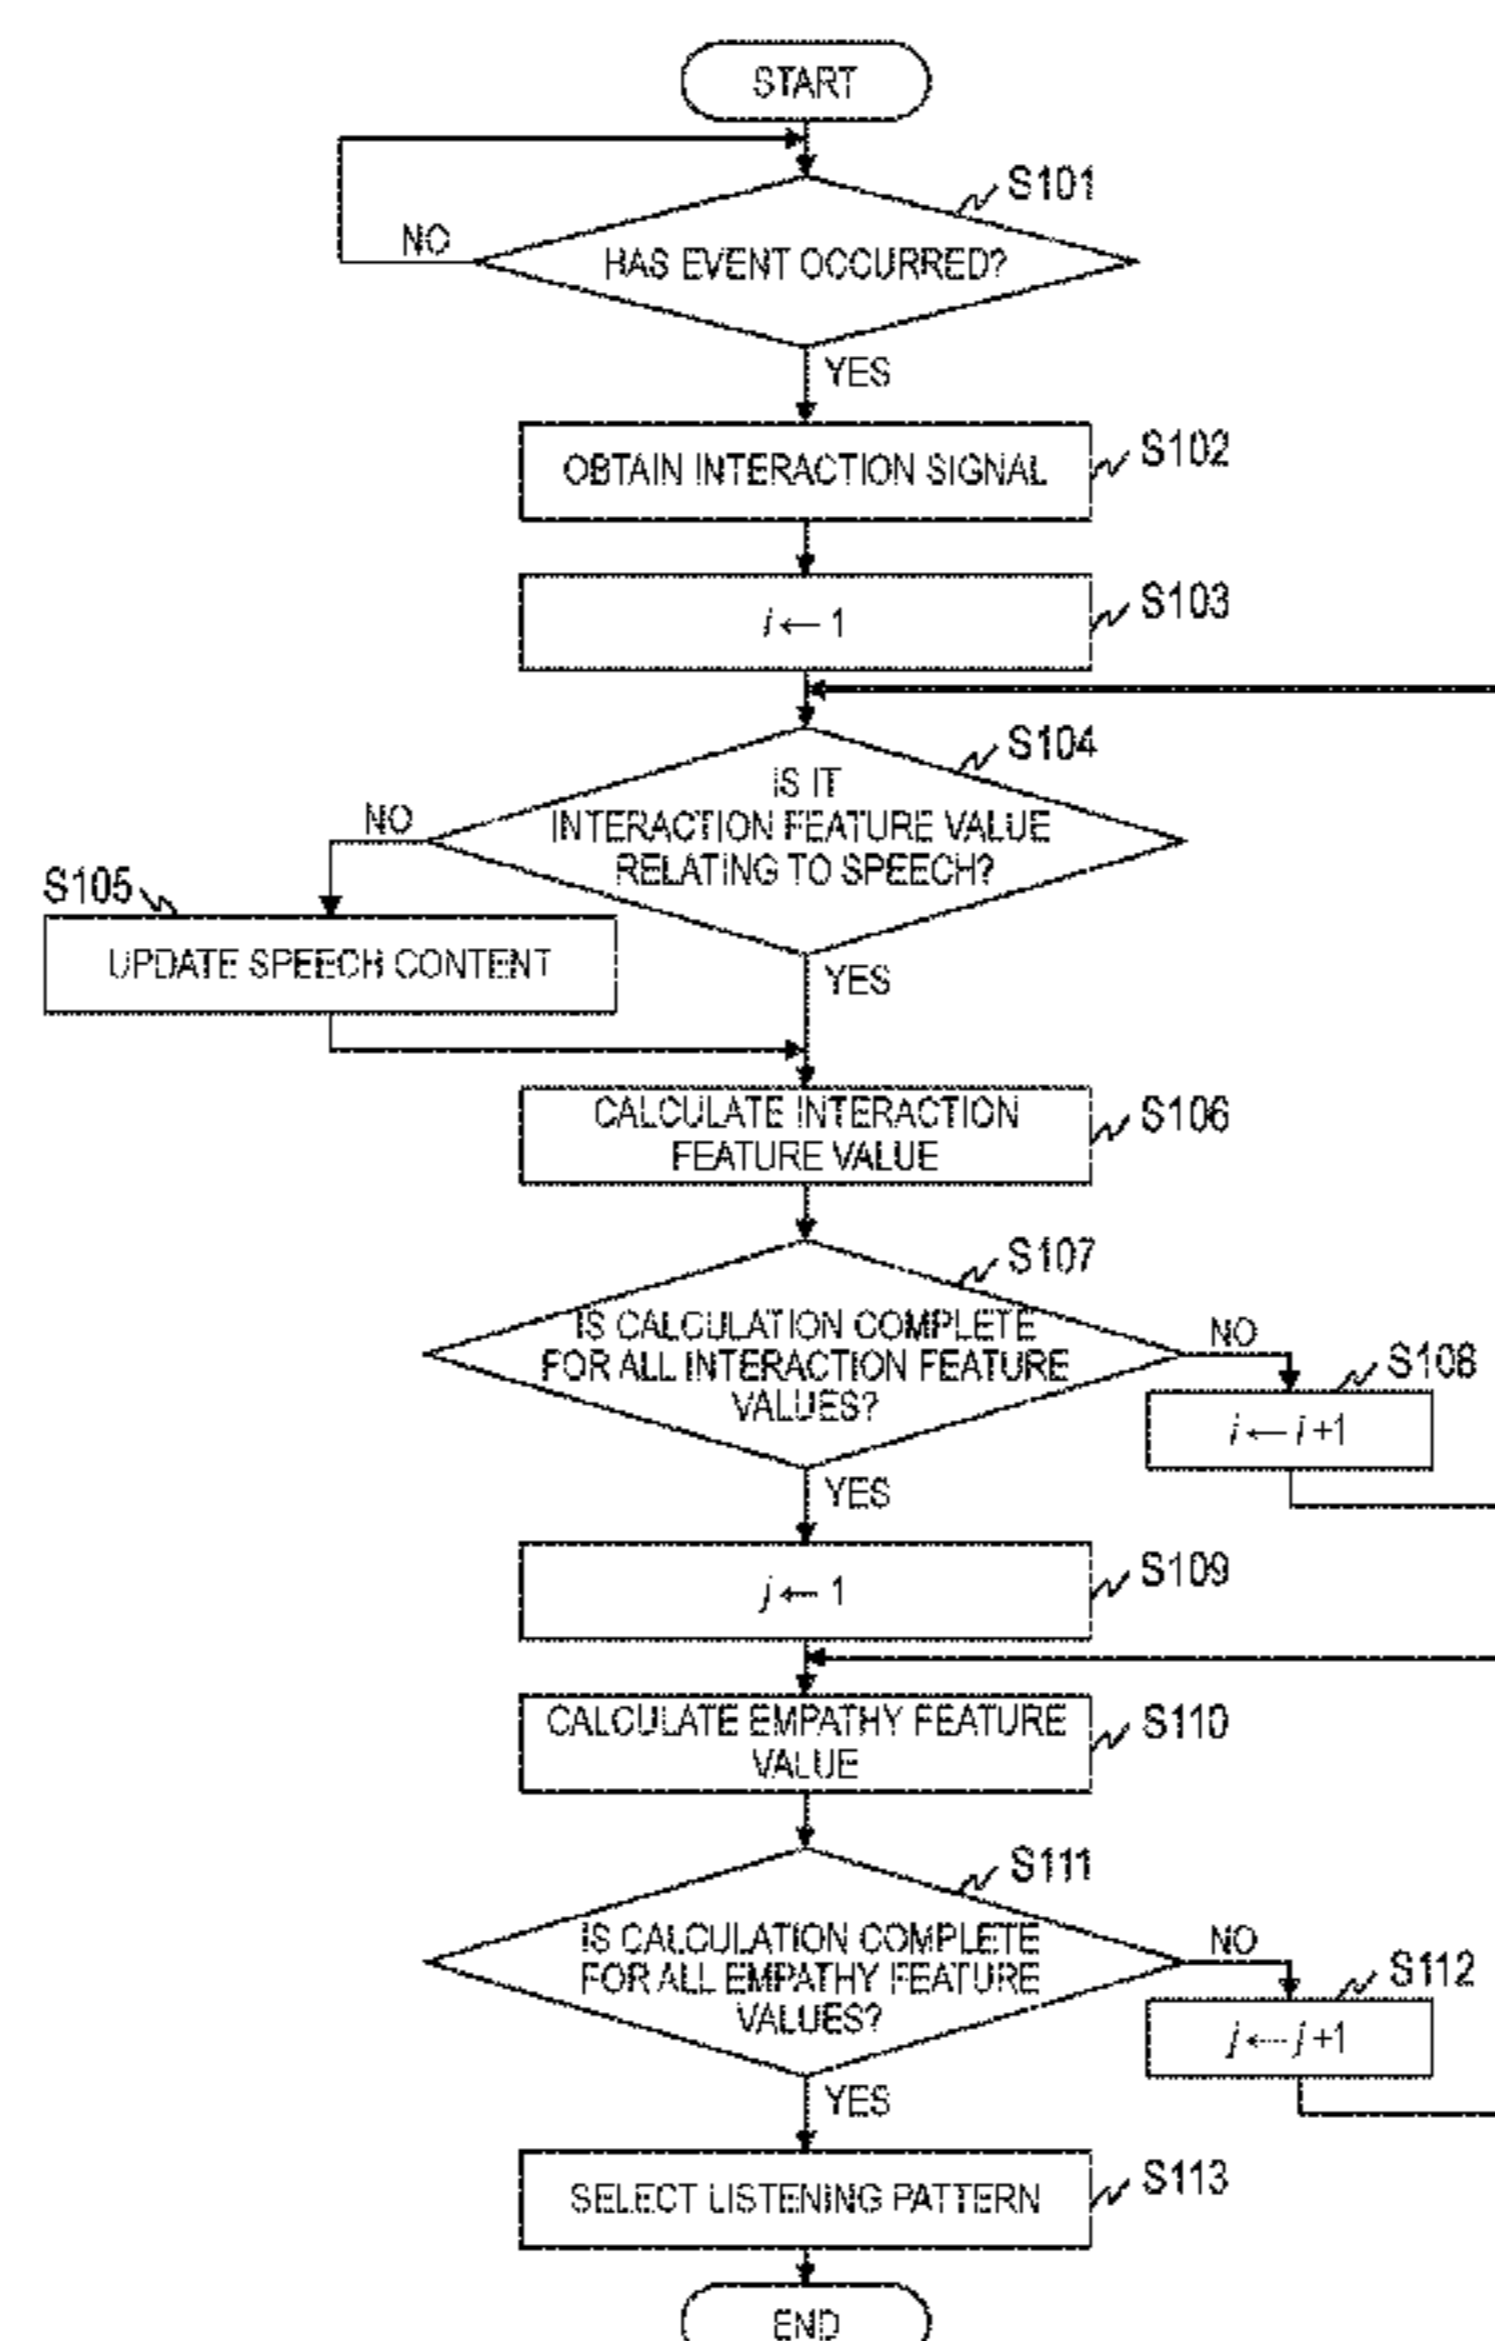 START
S101
NO
HAS EVENT OCCURRED?
YES
OBTAIN INTERACTION SIGNAL
S102
i ← 1
S103
S104
IS IT
NO
INTERACTION FEATURE VALUE
RELATING TO SPEECH?
S105
UPDATE SPEECH CONTENT
YES
CALCULATE INTERACTION
FEATURE VALUE
S106
S107
IS CALCULATION COMPLETE
FOR ALL INTERACTION FEATURE
VALUES?
NO
S108
i ← i +1
YES
j ← 1
S109
CALCULATE EMPATHY FEATURE
VALUE
S110
S111
IS CALCULATION COMPLETE
FOR ALL EMPATHY FEATURE
VALUES?
NO
S112
j ← j +1
YES
SELECT LISTENING PATTERN
S113
END